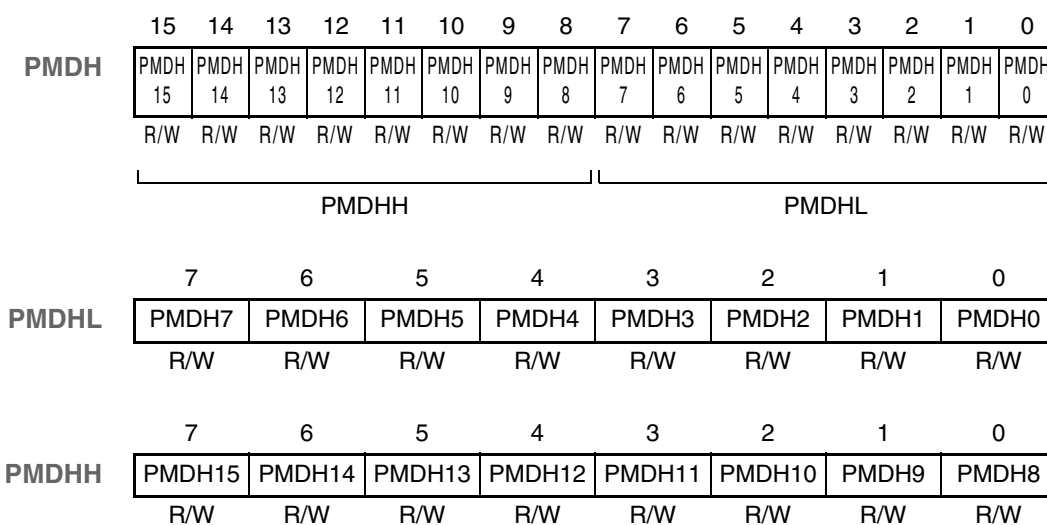 15 14 13 12 11 10 9 8 7 6 5 4 3 2 1 0
PMDH PMDH PMDH PMDH PMDH PMDH PMDH PMDH PMDH PMDH PMDH PMDH PMDH PMDH PMDH PMDH PMDH
15 14 13 12 11 10 9 8 7 6 5 4 3 2 1 0
R/W R/W R/W R/W R/W R/W R/W R/W R/W R/W R/W R/W R/W R/W R/W R/W
PMDHH PMDHL
7 6 5 4 3 2 1 0
PMDHL PMDH7 PMDH6 PMDH5 PMDH4 PMDH3 PMDH2 PMDH1 PMDH0
R/W R/W R/W R/W R/W R/W R/W R/W
7 6 5 4 3 2 1 0
PMDHH PMDH15 PMDH14 PMDH13 PMDH12 PMDH11 PMDH10 PMDH9 PMDH8
R/W R/W R/W R/W R/W R/W R/W R/W